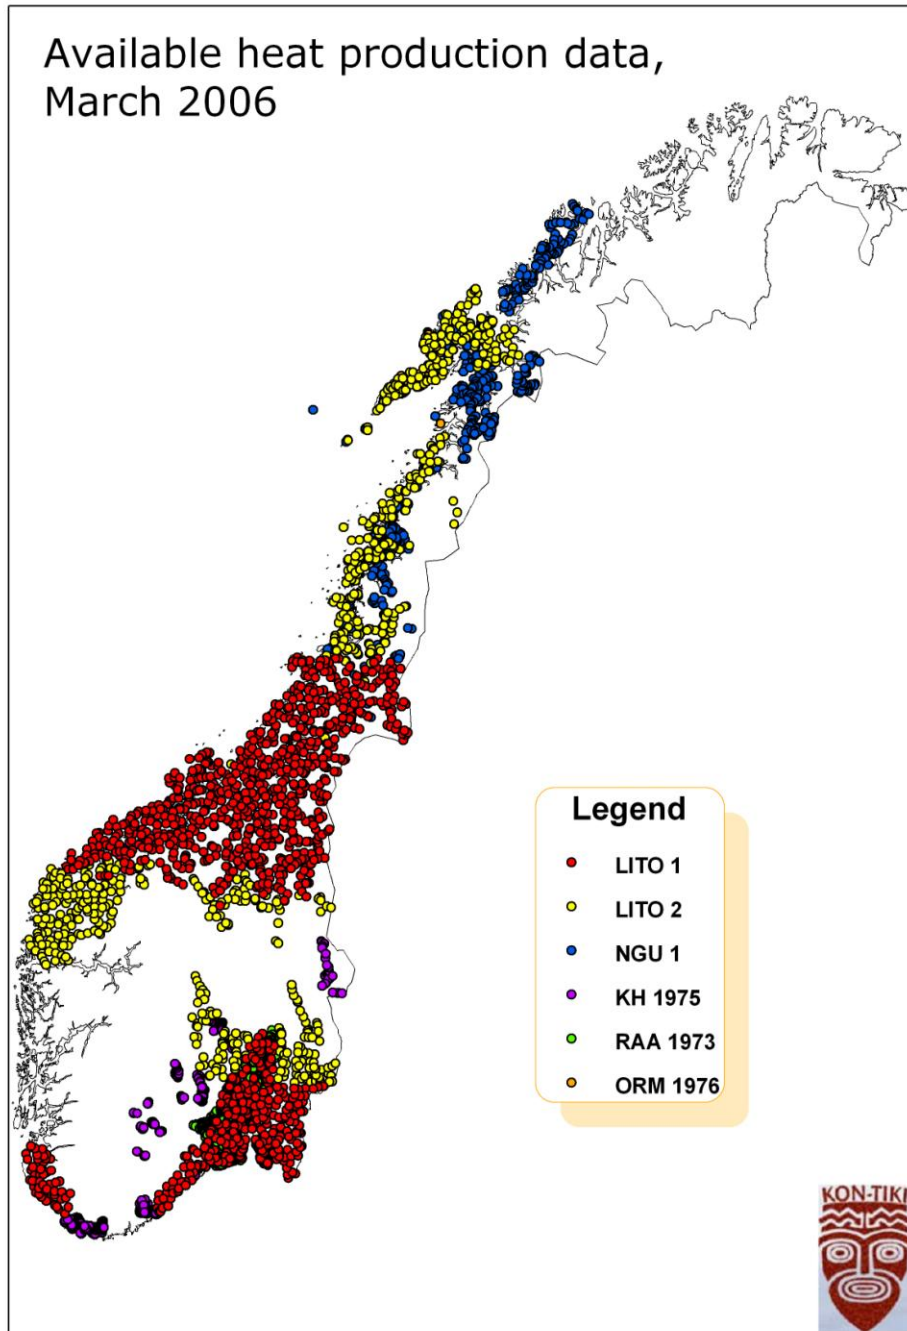 Available heat production data,
March 2006
Legend
LITO 1
LITO 2
NGU 1
KH 1975
RAA 1973
ORM 1976
KON-TIKI